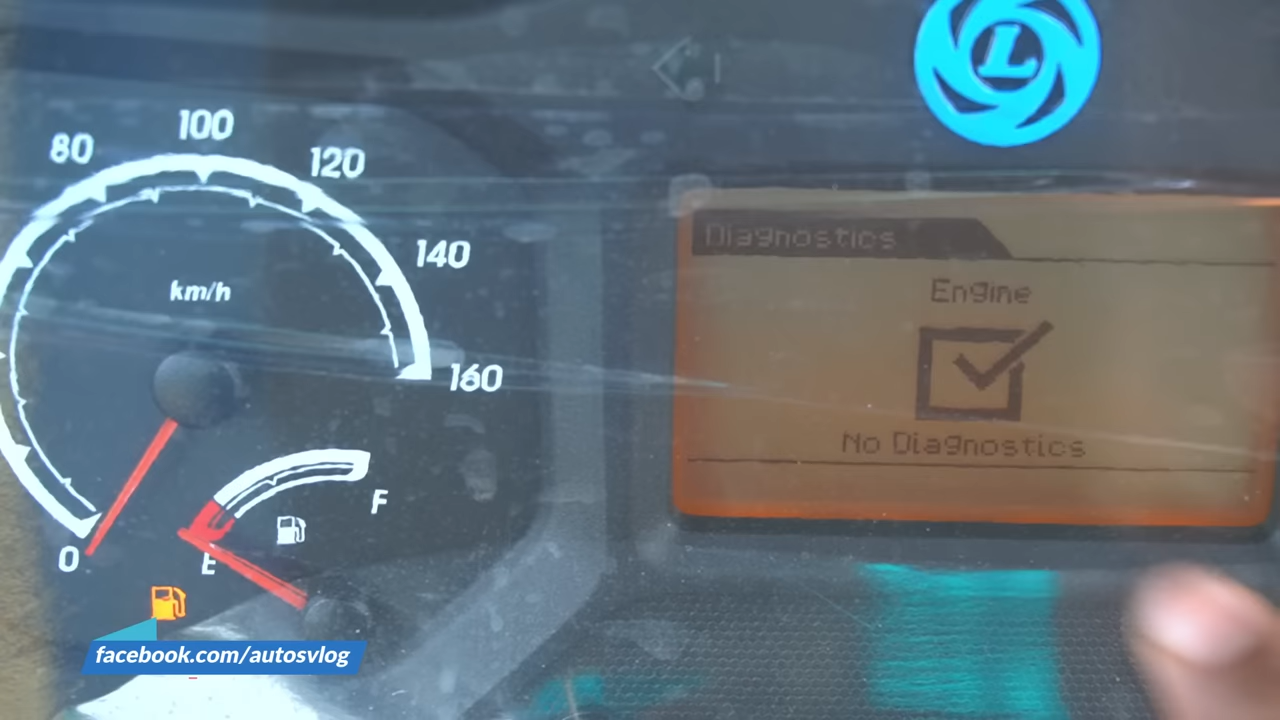 80
100
120
140
160
km/h
0
E
F
L
Diagnostics
Engine
No Diagnostics
facebook.com/autosvlog